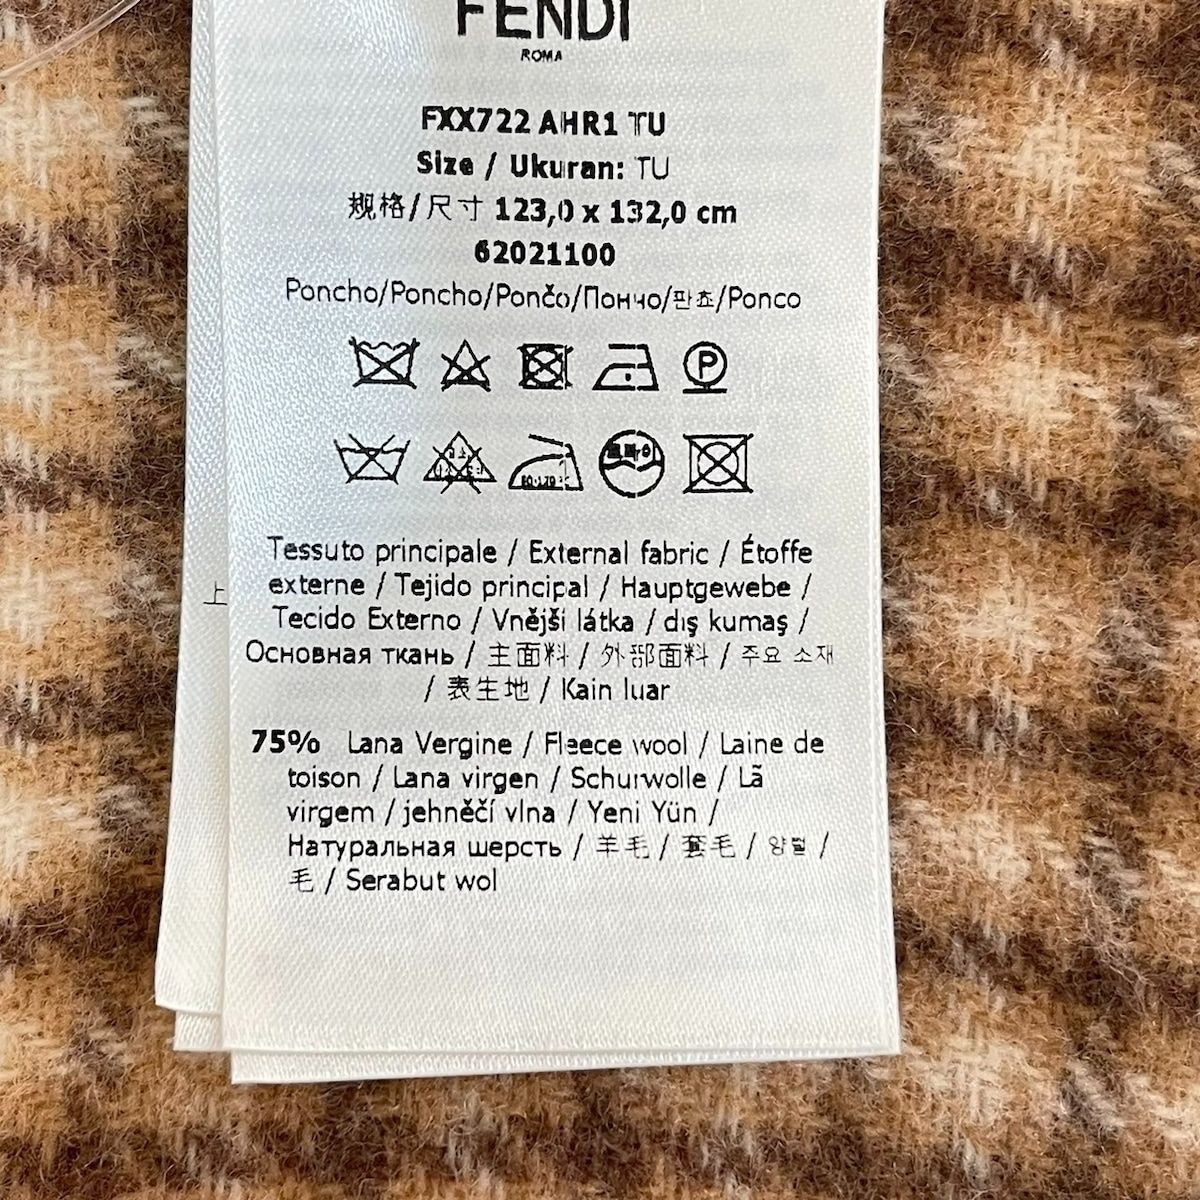 FENDI
ROMA
FXX722 AHR1 TU
Size / Ukuran: TU
规格/尺寸 123,0 x 132,0 cm
62021100
Poncho/Poncho/Pončo/Пончо/판쵸/Ponco
P
Tessuto principale / External fabric / Étoffe
externe / Tejido principal / Hauptgewebe /
Tecido Externo / Vnější látka / dış kumaş /
上
Основная ткань / 主面料 / 外部面料 / 주요 소재
/ 表生地 / Kain luar
75% Lana Vergine / Fleece wool / Laine de
toison / Lana virgen / Schurwolle / Lã
virgem / jehněčí vlna / Yeni Yün /
Натуральная шерсть / 羊毛 / 套毛 / 양털 /
毛 / Serabut wol